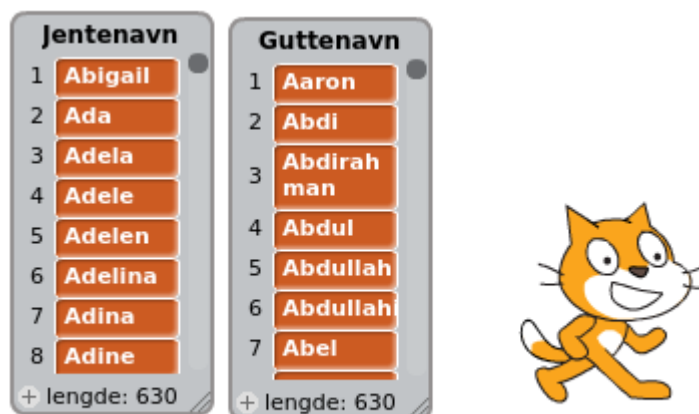 Jentenavn
1 Abigail
2 Ada
3 Adela
4 Adele
5 Adelen
6 Adelina
7 Adina
8 Adine
+ lengde: 630
Guttenavn
1 Aaron
2 Abdi
3 Abdirah
man
4 Abdul
5 Abdullah
6 Abdullahi
7 Abel
+ lengde: 630